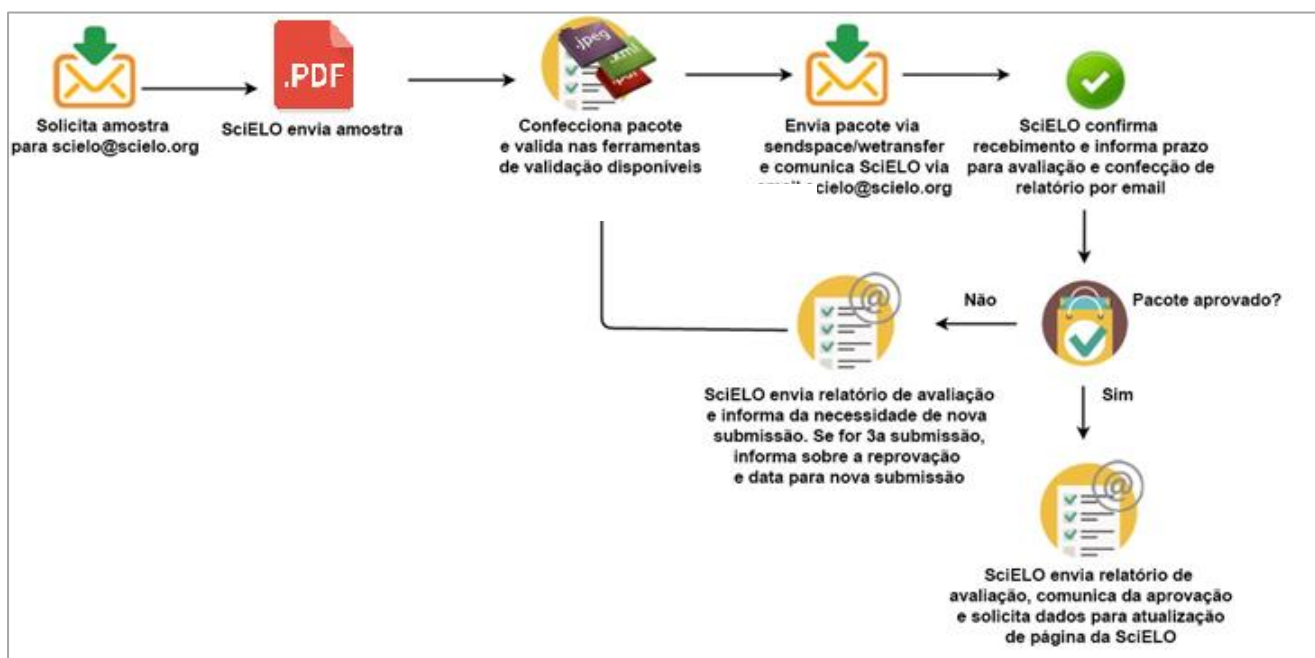 Solicita amostra
para scielo@scielo.org
.PDF
SciELO envia amostra
.jpeg
.xml
Confecciona pacote
e valida nas ferramentas
de validação disponíveis
Envia pacote via
sendspace/wetransfer
e comunica SciELO via
cielo@scielo.org
SciELO confirma
recebimento e informa prazo
para avaliação e confecção de
relatório por email
Pacote aprovado?
Não
@
SciELO envia relatório de avaliação
e informa da necessidade de nova
submissão. Se for 3a submissão,
informa sobre a reprovação
e data para nova submissão
Sim
@
SciELO envia relatório de
avaliação, comunica da aprovação
e solicita dados para atualização
de página da SciELO